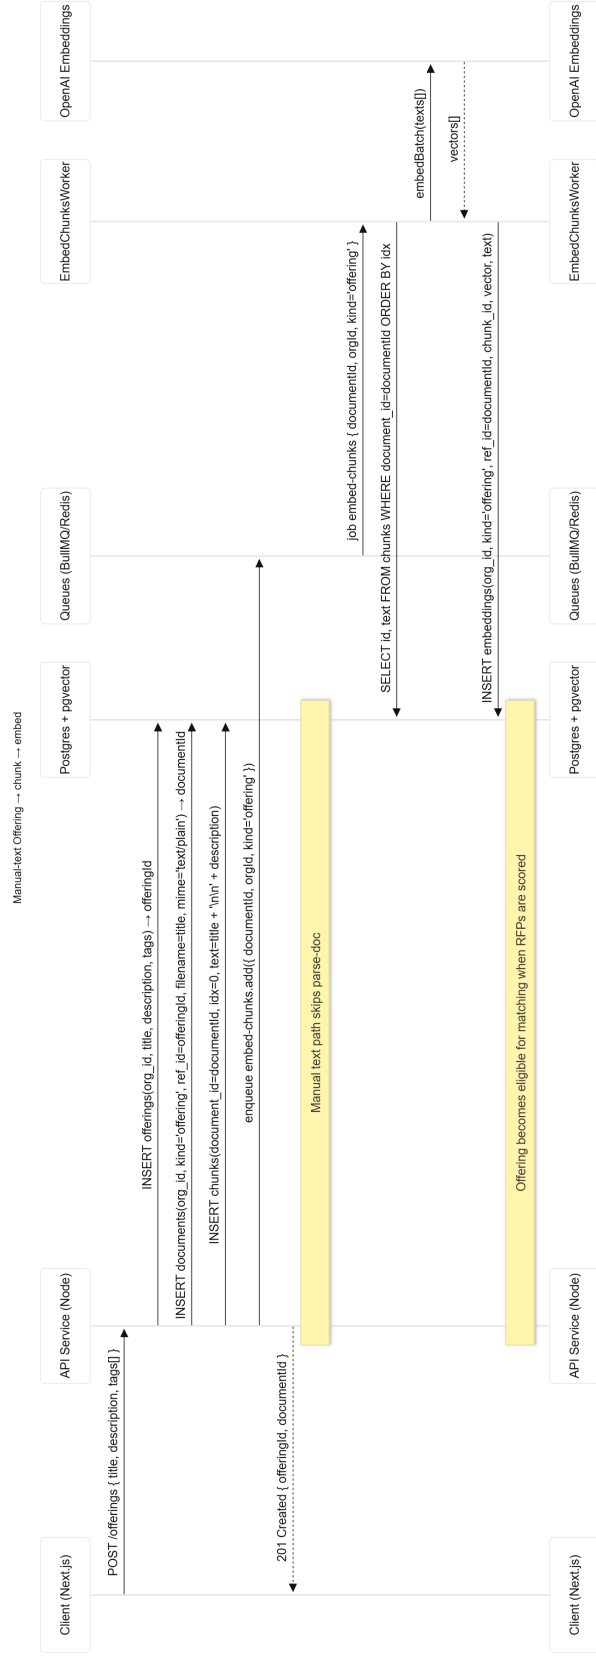 Manual-text Offering → chunk → embed
Client (Next.js)
API Service (Node)
Postgres + pgvector
Queues (BullMQ/Redis)
EmbedChunksWorker
OpenAI Embeddings
POST /offerings { title, description, tags[] }
INSERT offerings(org_id, title, description, tags) → offeringId
INSERT documents(org_id, kind='offering', ref_id=offeringId, filename=title, mime='text/plain') → documentId
INSERT chunks(document_id=documentId, idx=0, text=title + '\n\n' + description)
enqueue embed-chunks.add({ documentId, orgId, kind='offering' })
201 Created { offeringId, documentId }
Manual text path skips parse-doc
job embed-chunks { documentId, orgId, kind='offering' }
SELECT id, text FROM chunks WHERE document_id=documentId ORDER BY idx
embedBatch(texts[])
vectors[]
INSERT embeddings(org_id, kind='offering', ref_id=documentId, chunk_id, vector, text)
Offering becomes eligible for matching when RFPs are scored
Client (Next.js)
API Service (Node)
Postgres + pgvector
Queues (BullMQ/Redis)
EmbedChunksWorker
OpenAI Embeddings